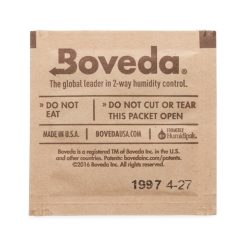 Boveda®
The global leader in 2-way humidity control.
» DO NOT EAT
» DO NOT CUT OR TEAR THIS PACKET OPEN
MADE IN U.S.A.
BOVEDAUSA.COM
FORMERLY Humidipak.
Boveda is a registered TM of Boveda Inc. in the U.S.A.
and other countries. Patents: bovedainc.com/patents
©2016 Boveda Inc. All rights reserved.
1997 4-27